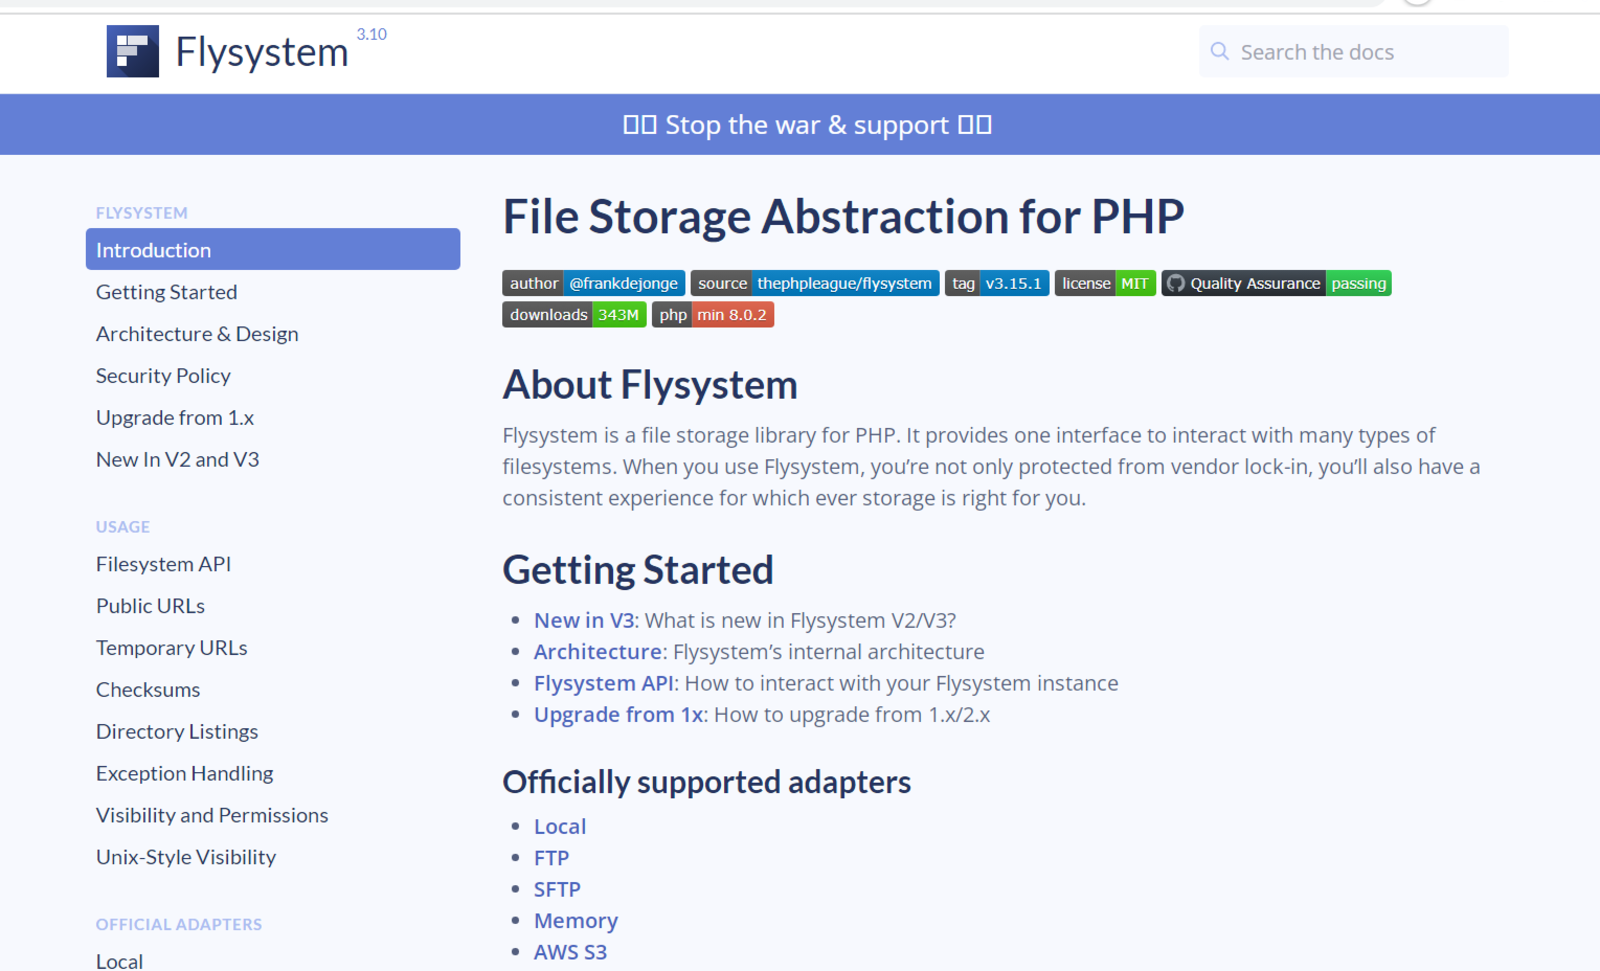 Flysystem 3.10
Search the docs
Stop the war & support
FLYSYSTEM
Introduction
Getting Started
Architecture & Design
Security Policy
Upgrade from 1.x
New In V2 and V3
USAGE
Filesystem API
Public URLs
Temporary URLs
Checksums
Directory Listings
Exception Handling
Visibility and Permissions
Unix-Style Visibility
OFFICIAL ADAPTERS
Local
File Storage Abstraction for PHP
author @frankdejonge source thephpleague/flysystem tag v3.15.1 license MIT Quality Assurance passing
downloads 343M php min 8.0.2
About Flysystem
Flysystem is a file storage library for PHP. It provides one interface to interact with many types of
filesystems. When you use Flysystem, you’re not only protected from vendor lock-in, you’ll also have a
consistent experience for which ever storage is right for you.
Getting Started
• New in V3: What is new in Flysystem V2/V3?
• Architecture: Flysystem’s internal architecture
• Flysystem API: How to interact with your Flysystem instance
• Upgrade from 1x: How to upgrade from 1.x/2.x
Officially supported adapters
• Local
• FTP
• SFTP
• Memory
• AWS S3